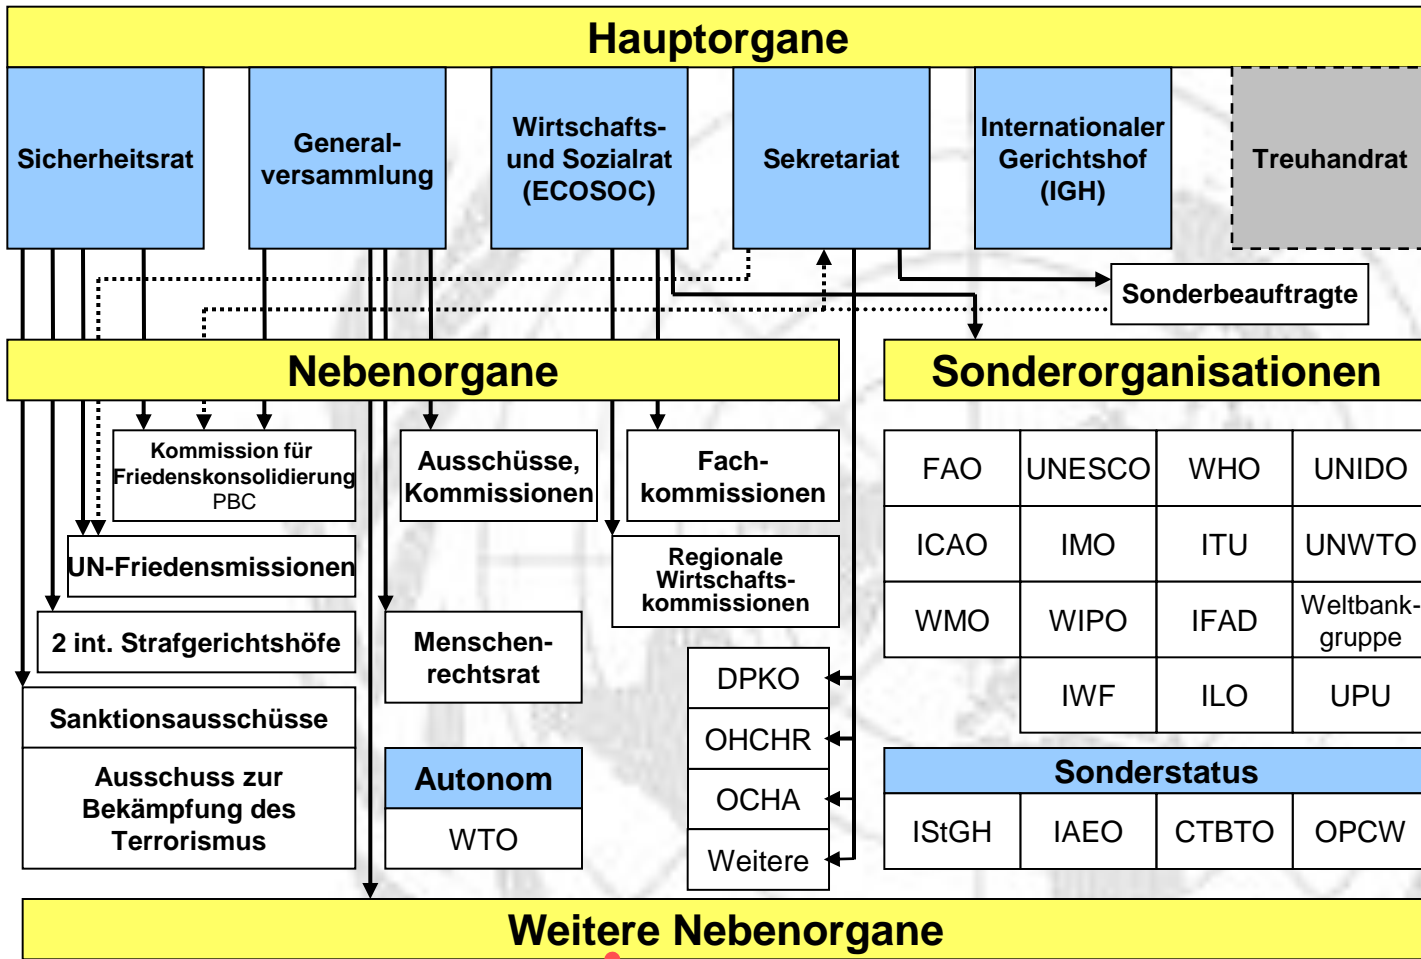 Hauptorgane
Sicherheitsrat
General-
versammlung
Wirtschafts-
und Sozialrat
(ECOSOC)
Sekretariat
Internationaler
Gerichtshof
(IGH)
Treuhandrat
Sonderbeauftragte
Nebenorgane
Kommission für
Friedenskonsolidierung
PBC
Ausschüsse,
Kommissionen
Fach-
kommissionen
UN-Friedensmissionen
Regionale
Wirtschafts-
kommissionen
2 int. Strafgerichtshöfe
Menschen-
rechtsrat
Sanktionsausschüsse
Ausschuss zur
Bekämpfung des
Terrorismus
Autonom
WTO
DPKO
OHCHR
OCHA
Weitere
Sonderorganisationen
FAO UNESCO WHO UNIDO
ICAO IMO ITU UNWTO
WMO WIPO IFAD Weltbank-
gruppe
IWF ILO UPU
Sonderstatus
IStGH IAEO CTBTO OPCW
Weitere Nebenorgane